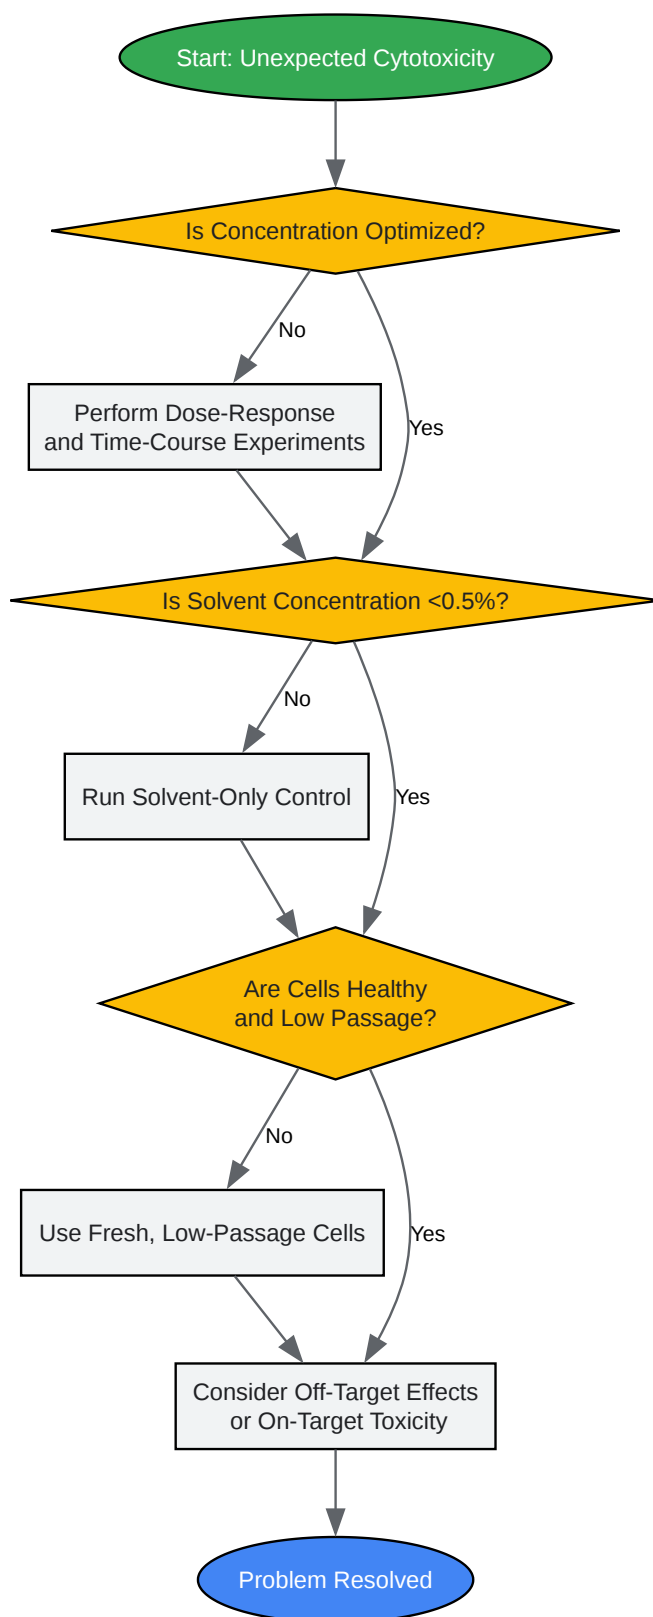 Start: Unexpected Cytotoxicity
Is Concentration Optimized?
No
Perform Dose-Response
and Time-Course Experiments
Yes
Is Solvent Concentration <0.5%?
No
Run Solvent-Only Control
Yes
Are Cells Healthy
and Low Passage?
No
Use Fresh, Low-Passage Cells
Yes
Consider Off-Target Effects
or On-Target Toxicity
Problem Resolved